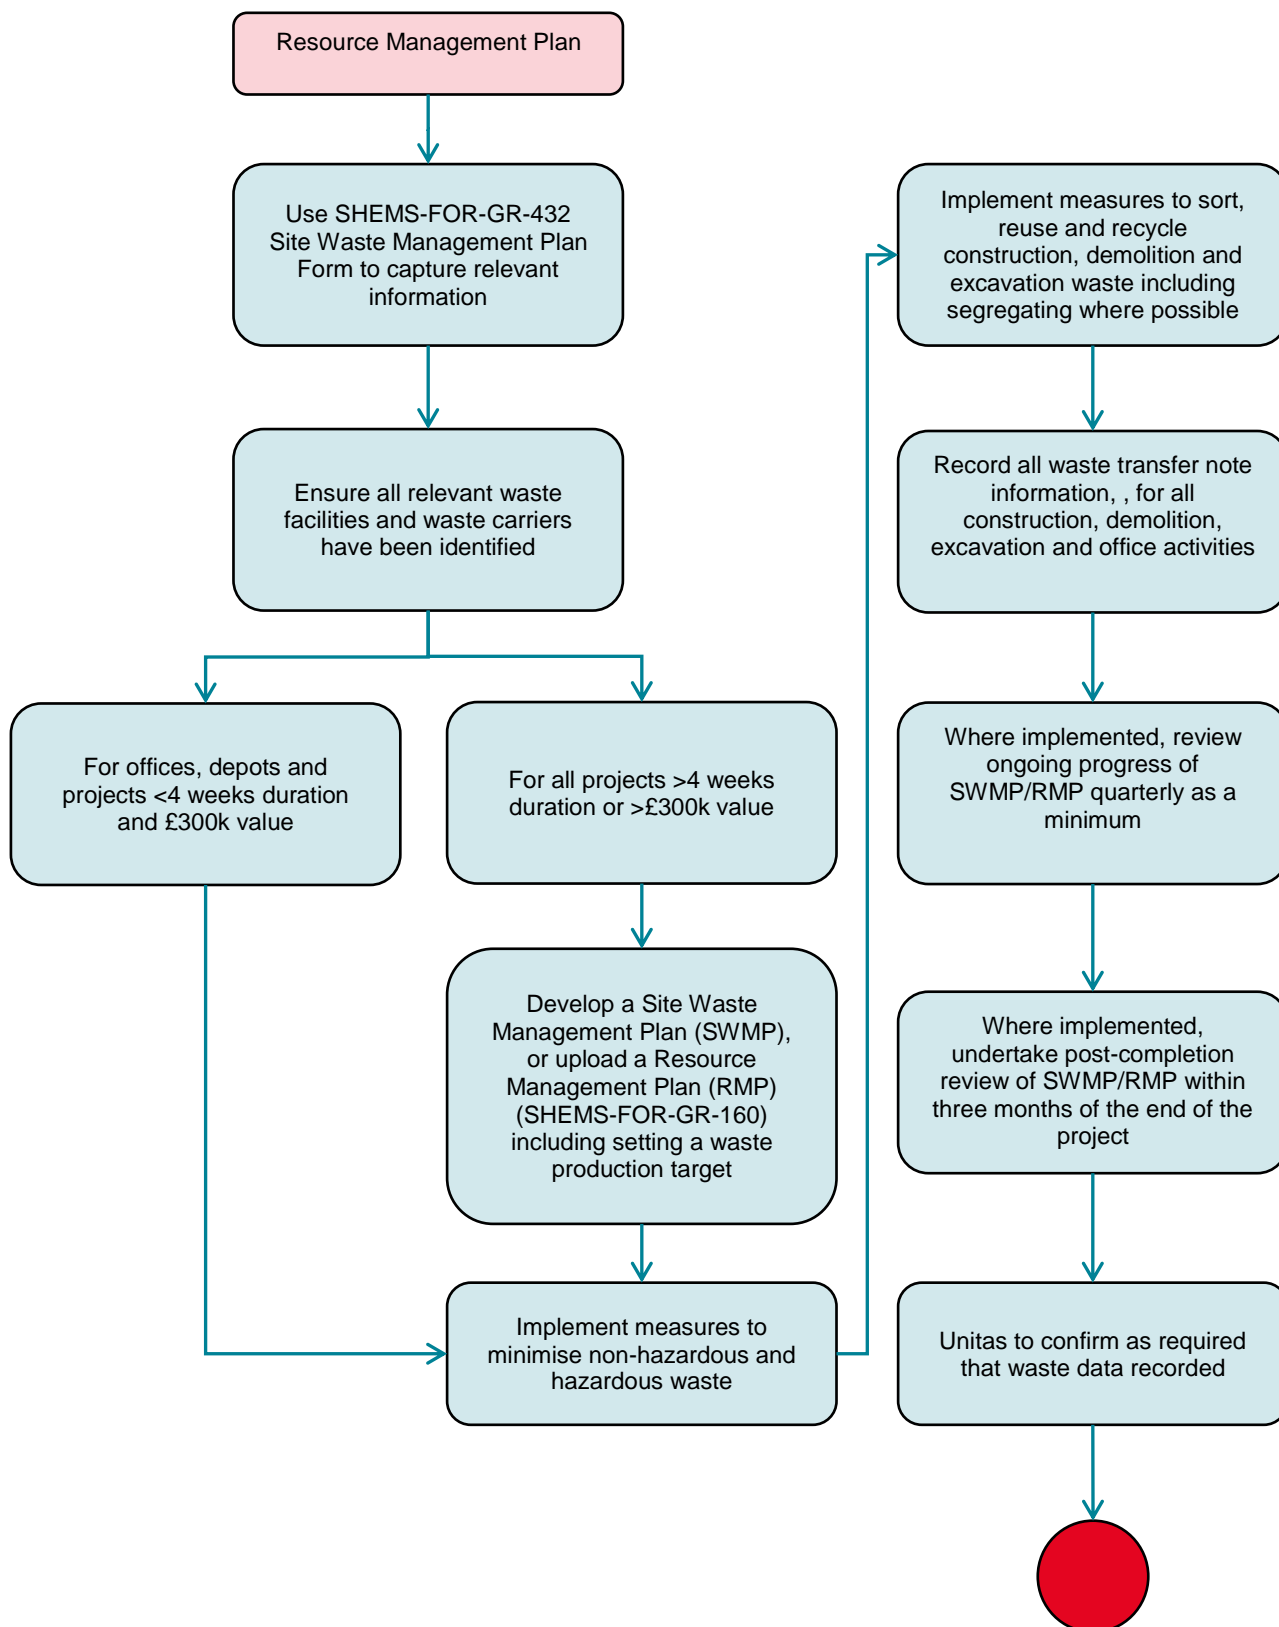 Resource Management Plan
Use SHEMS-FOR-GR-432
Site Waste Management Plan
Form to capture relevant
information
Ensure all relevant waste
facilities and waste carriers
have been identified
For offices, depots and
projects <4 weeks duration
and £300k value
For all projects >4 weeks
duration or >£300k value
Develop a Site Waste
Management Plan (SWMP),
or upload a Resource
Management Plan (RMP)
(SHEMS-FOR-GR-160)
including setting a waste
production target
Implement measures to
minimise non-hazardous and
hazardous waste
Implement measures to sort,
reuse and recycle
construction, demolition and
excavation waste including
segregating where possible
Record all waste transfer note
information, , for all
construction, demolition,
excavation and office activities
Where implemented, review
ongoing progress of
SWMP/RMP quarterly as a
minimum
Where implemented,
undertake post-completion
review of SWMP/RMP within
three months of the end of the
project
Unitas to confirm as required
that waste data recorded